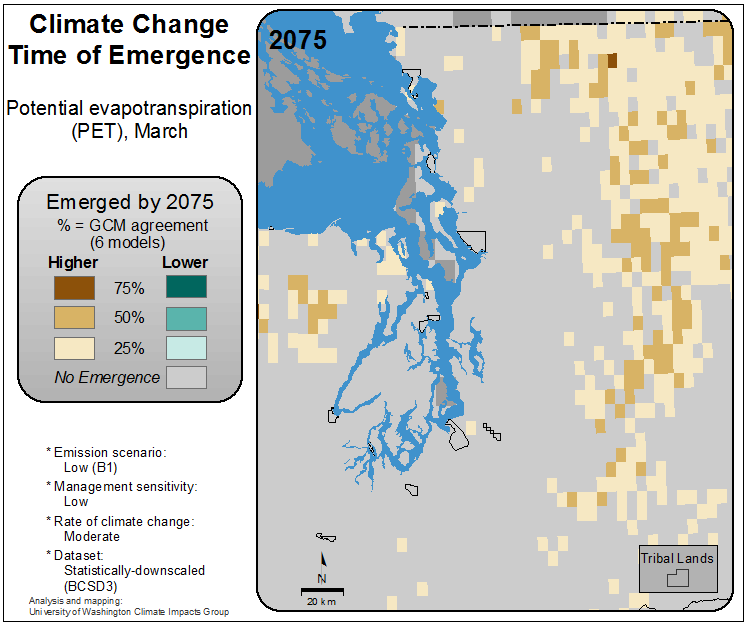 Climate Change
Time of Emergence
Potential evapotranspiration
(PET), March
Emerged by 2075
% = GCM agreement
(6 models)
Higher Lower
75%
50%
25%
No Emergence
* Emission scenario:
Low (B1)
* Management sensitivity:
Low
* Rate of climate change:
Moderate
* Dataset:
Statistically-downscaled
(BCSD3)
Analysis and mapping:
University of Washington Climate Impacts Group
2075
N
20 km
Tribal Lands